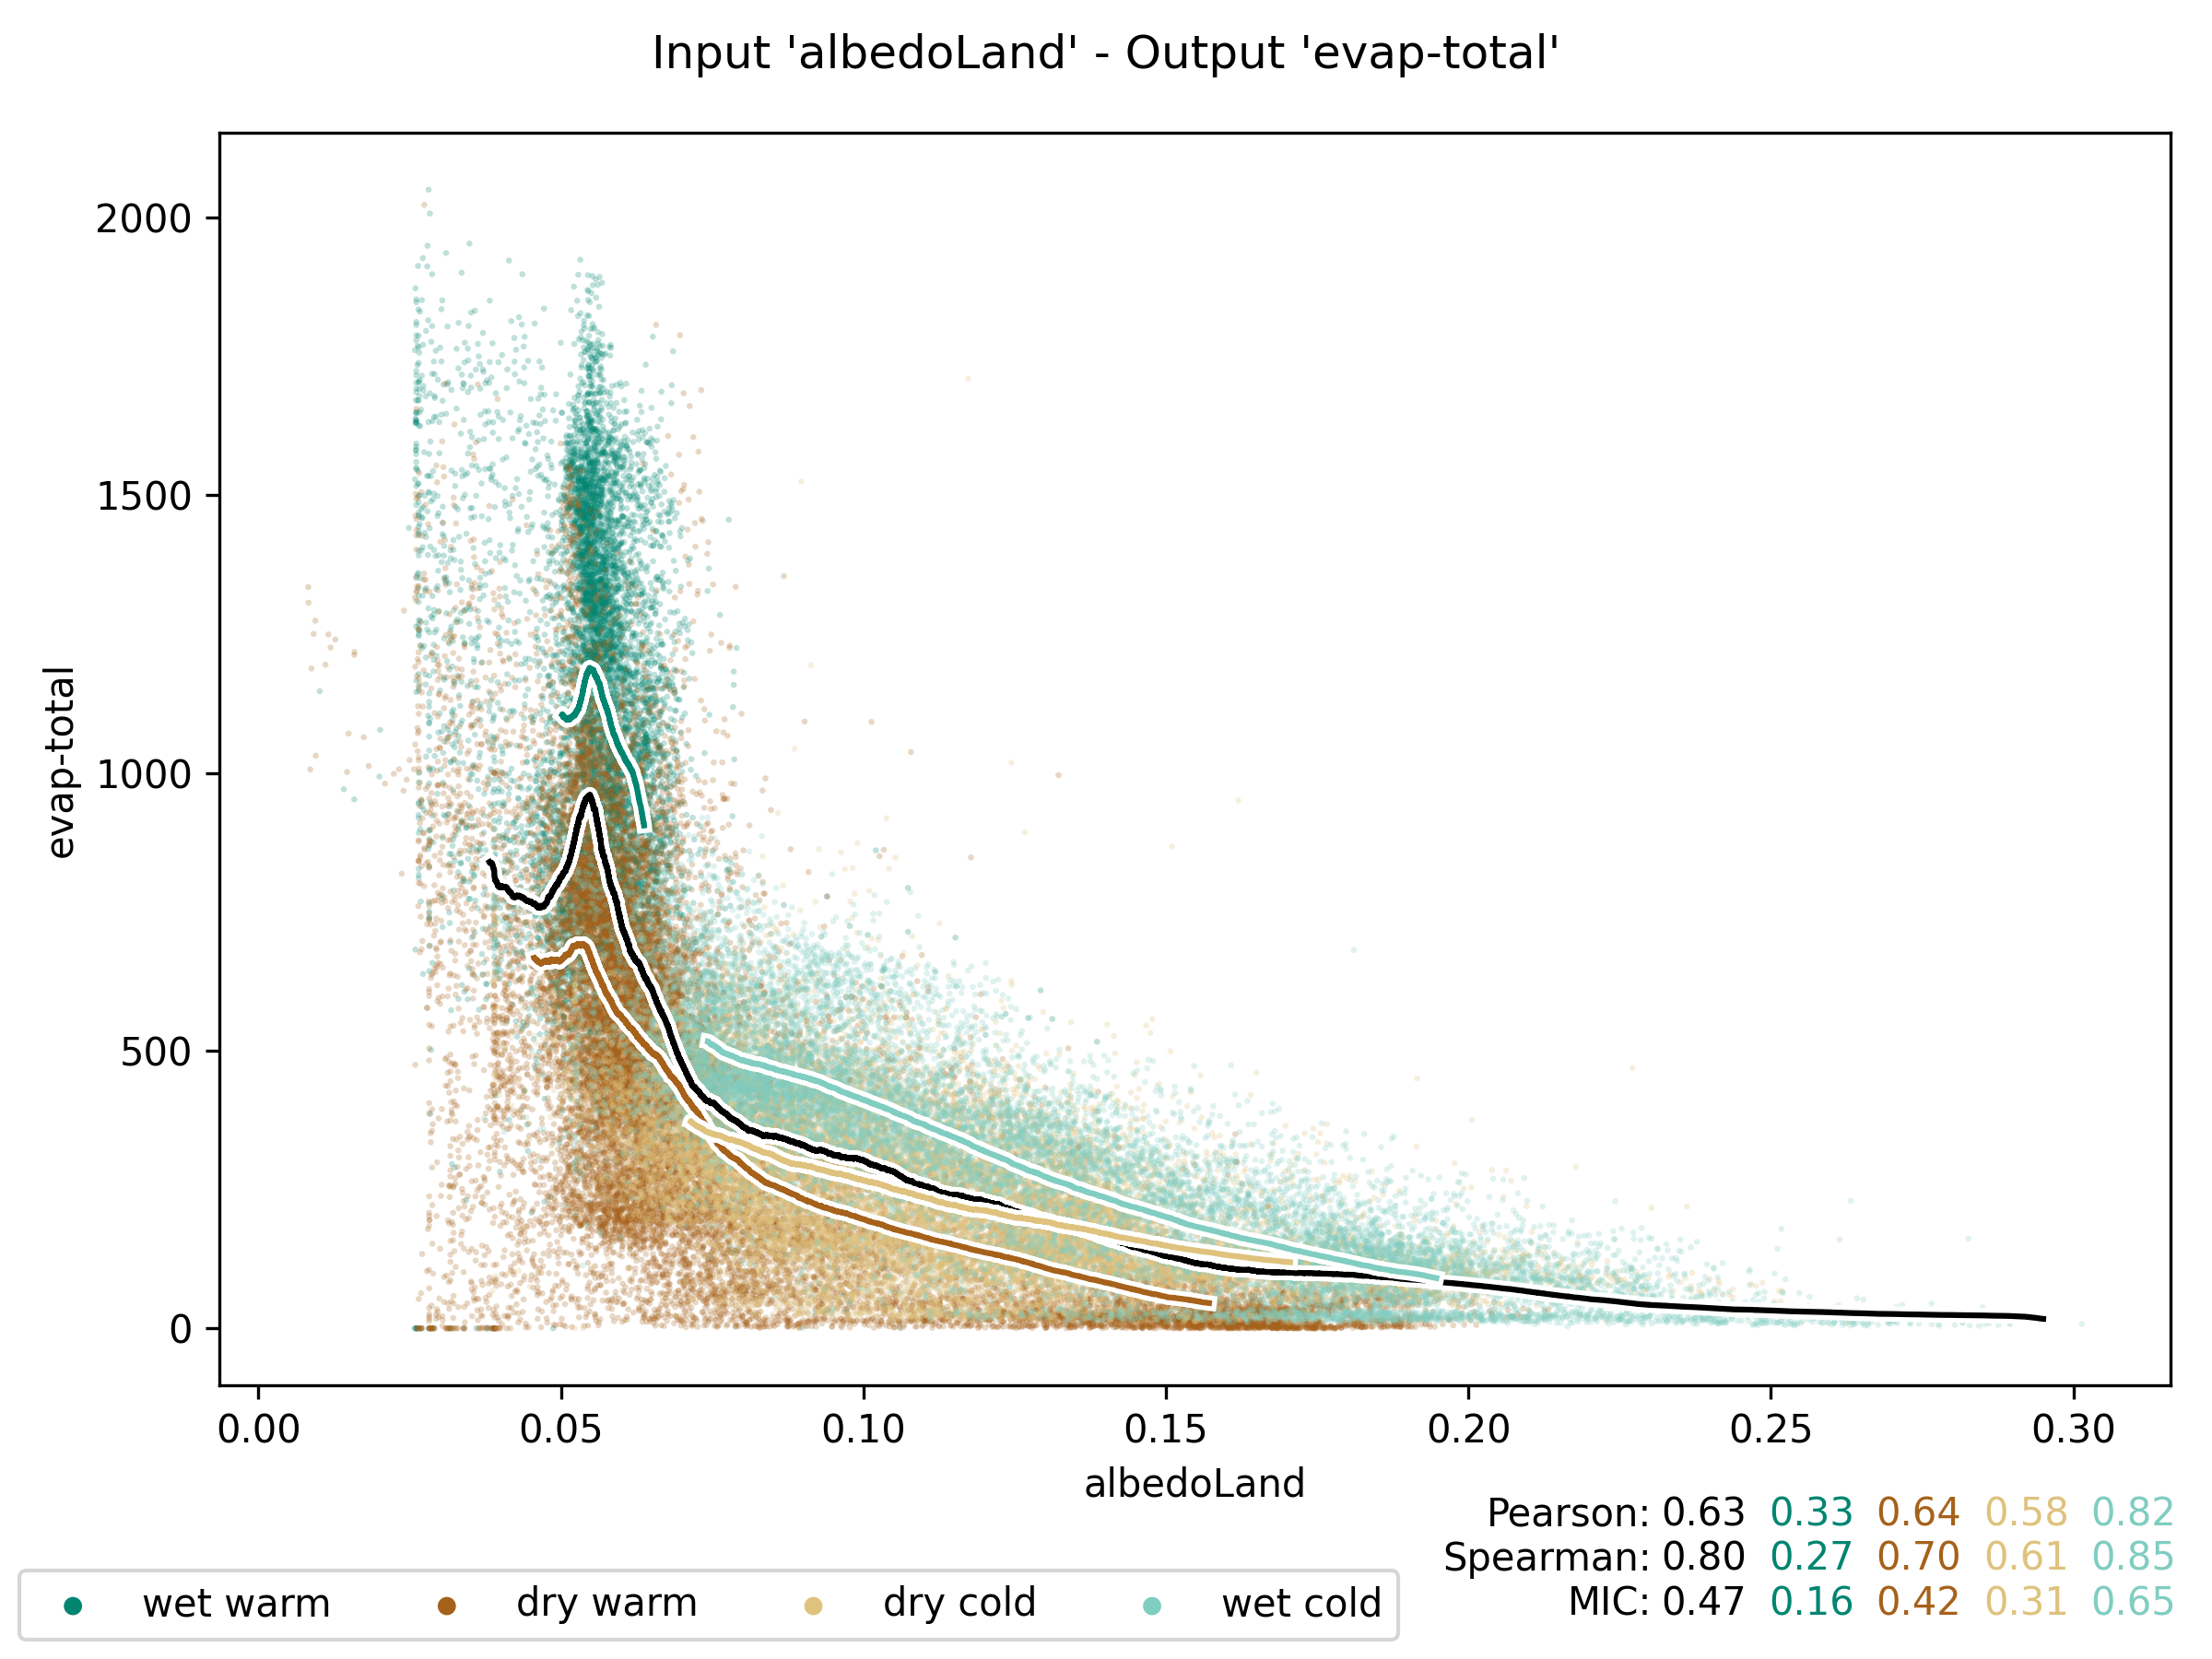 Input 'albedoLand' - Output 'evap-total'
2000
1500
1000
500
0
evap-total
0.00 0.05 0.10 0.15 0.20 0.25 0.30
albedoLand
Pearson: 0.63 0.33 0.64 0.58 0.82
Spearman: 0.80 0.27 0.70 0.61 0.85
MIC: 0.47 0.16 0.42 0.31 0.65
wet warm dry warm dry cold wet cold